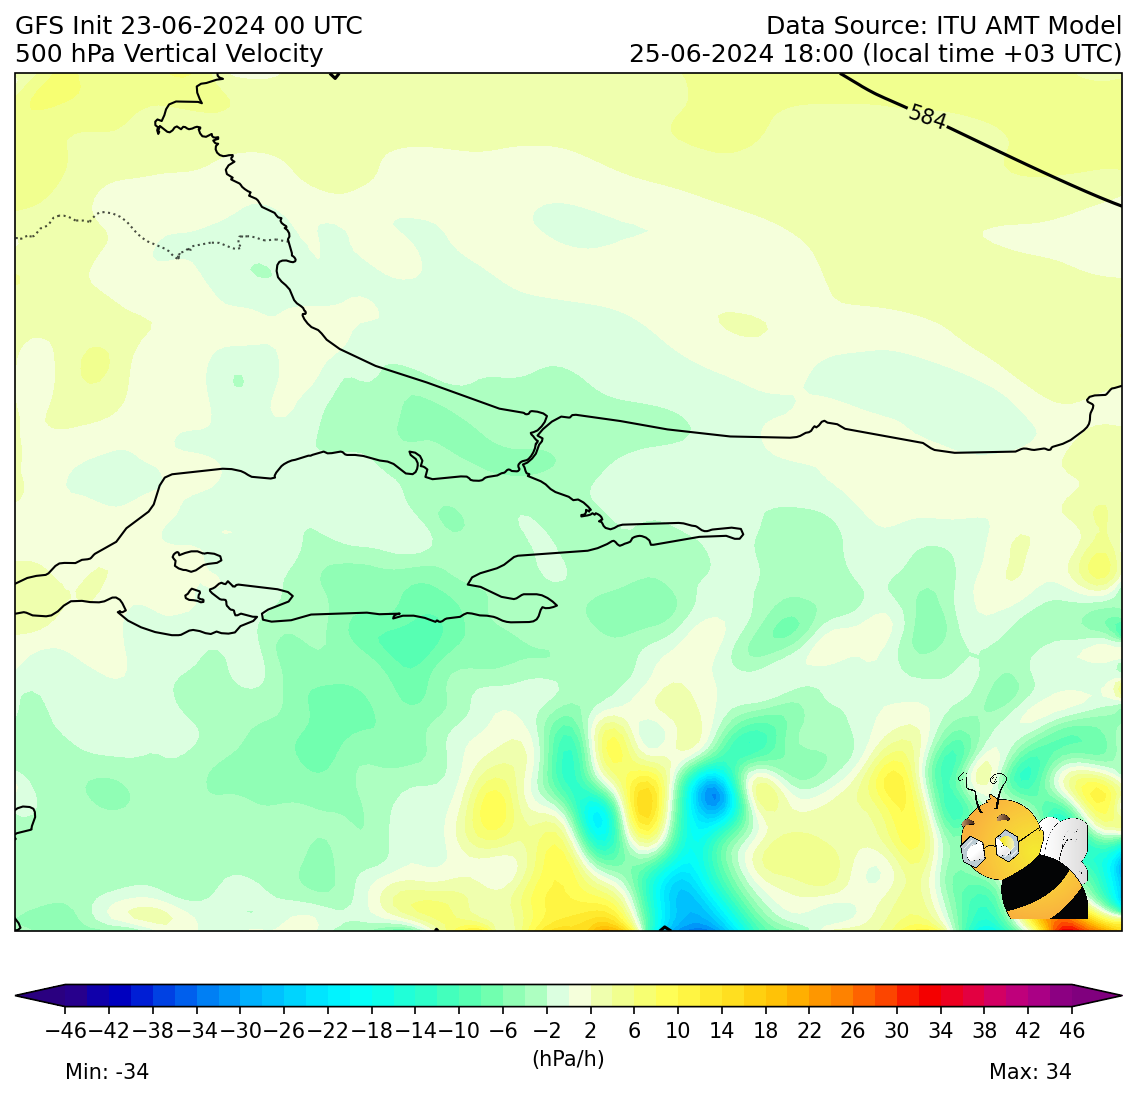 GFS Init 23-06-2024 00 UTC
Data Source: ITU AMT Model
500 hPa Vertical Velocity
25-06-2024 18:00 (local time +03 UTC)
584
−46 −42 −38 −34 −30 −26 −22 −18 −14 −10 −6 −2 2 6 10 14 18 22 26 30 34 38 42 46
(hPa/h)
Min: -34
Max: 34